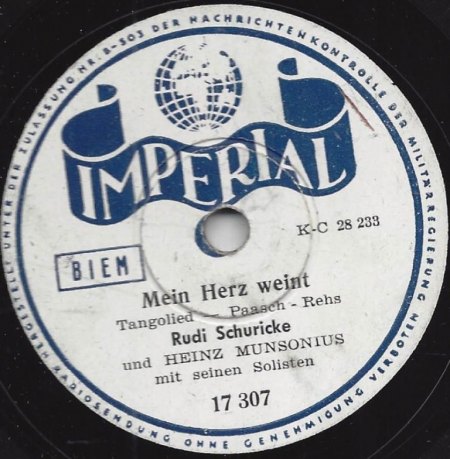 HERGESTELLT UNTER DER ZULASSUNG NR. B-503 DER NACHRICHTENKONTROLLE DER MILITÄRREGIERUNG
IMPERIAL
K-C 28 233
BIEM
Mein Herz weint
Tangolied - Paasch - Rehs
Rudi Schuricke
und HEINZ MUNSONIUS
mit seinen Solisten
17 307
RADIOSENDUNG OHNE GENEHMIGUNG VERBOTEN